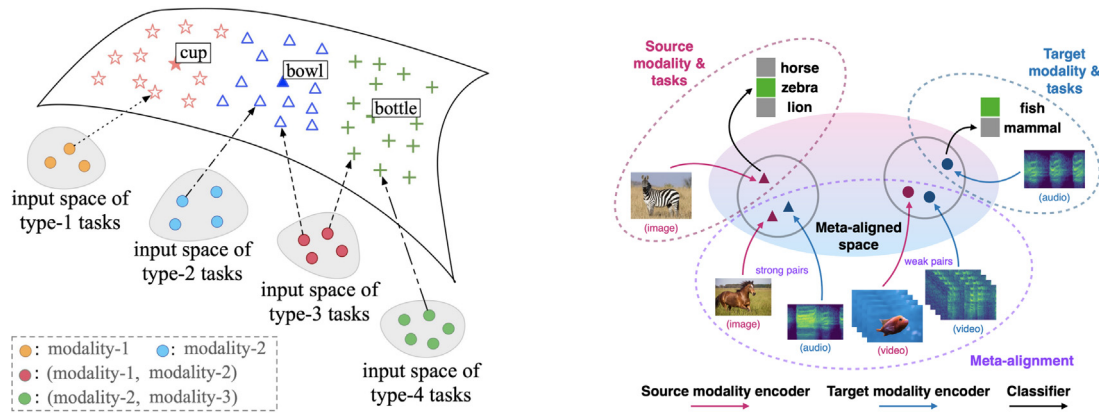 cup
bowl
bottle
input space of
type-1 tasks
input space of
type-2 tasks
input space of
type-3 tasks
input space of
type-4 tasks
: modality-1
: modality-2
: (modality-1, modality-2)
: (modality-2, modality-3)
Source
modality &
tasks
horse
zebra
lion
Target
modality &
tasks
fish
mammal
(image)
(audio)
Meta-aligned
space
strong pairs
weak pairs
(image)
(audio)
(video)
(video)
Meta-alignment
Source modality encoder
Target modality encoder
Classifier